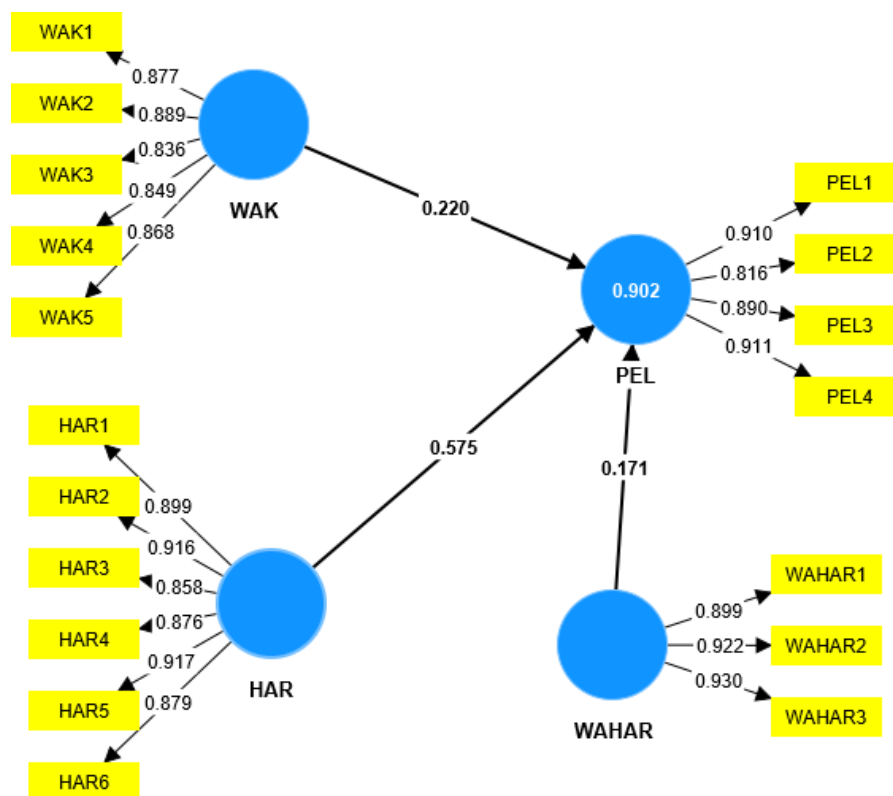 WAK1
0.877
WAK2
0.889
WAK3
0.836
WAK4
0.849
WAK5
0.868
WAK
0.220
HAR1
0.899
HAR2
0.916
HAR3
0.858
HAR4
0.876
HAR5
0.917
HAR6
0.879
HAR
0.575
0.902
PEL
PEL1
0.910
PEL2
0.816
PEL3
0.890
PEL4
0.911
0.171
WAHAR
WAHAR1
0.899
WAHAR2
0.922
WAHAR3
0.930